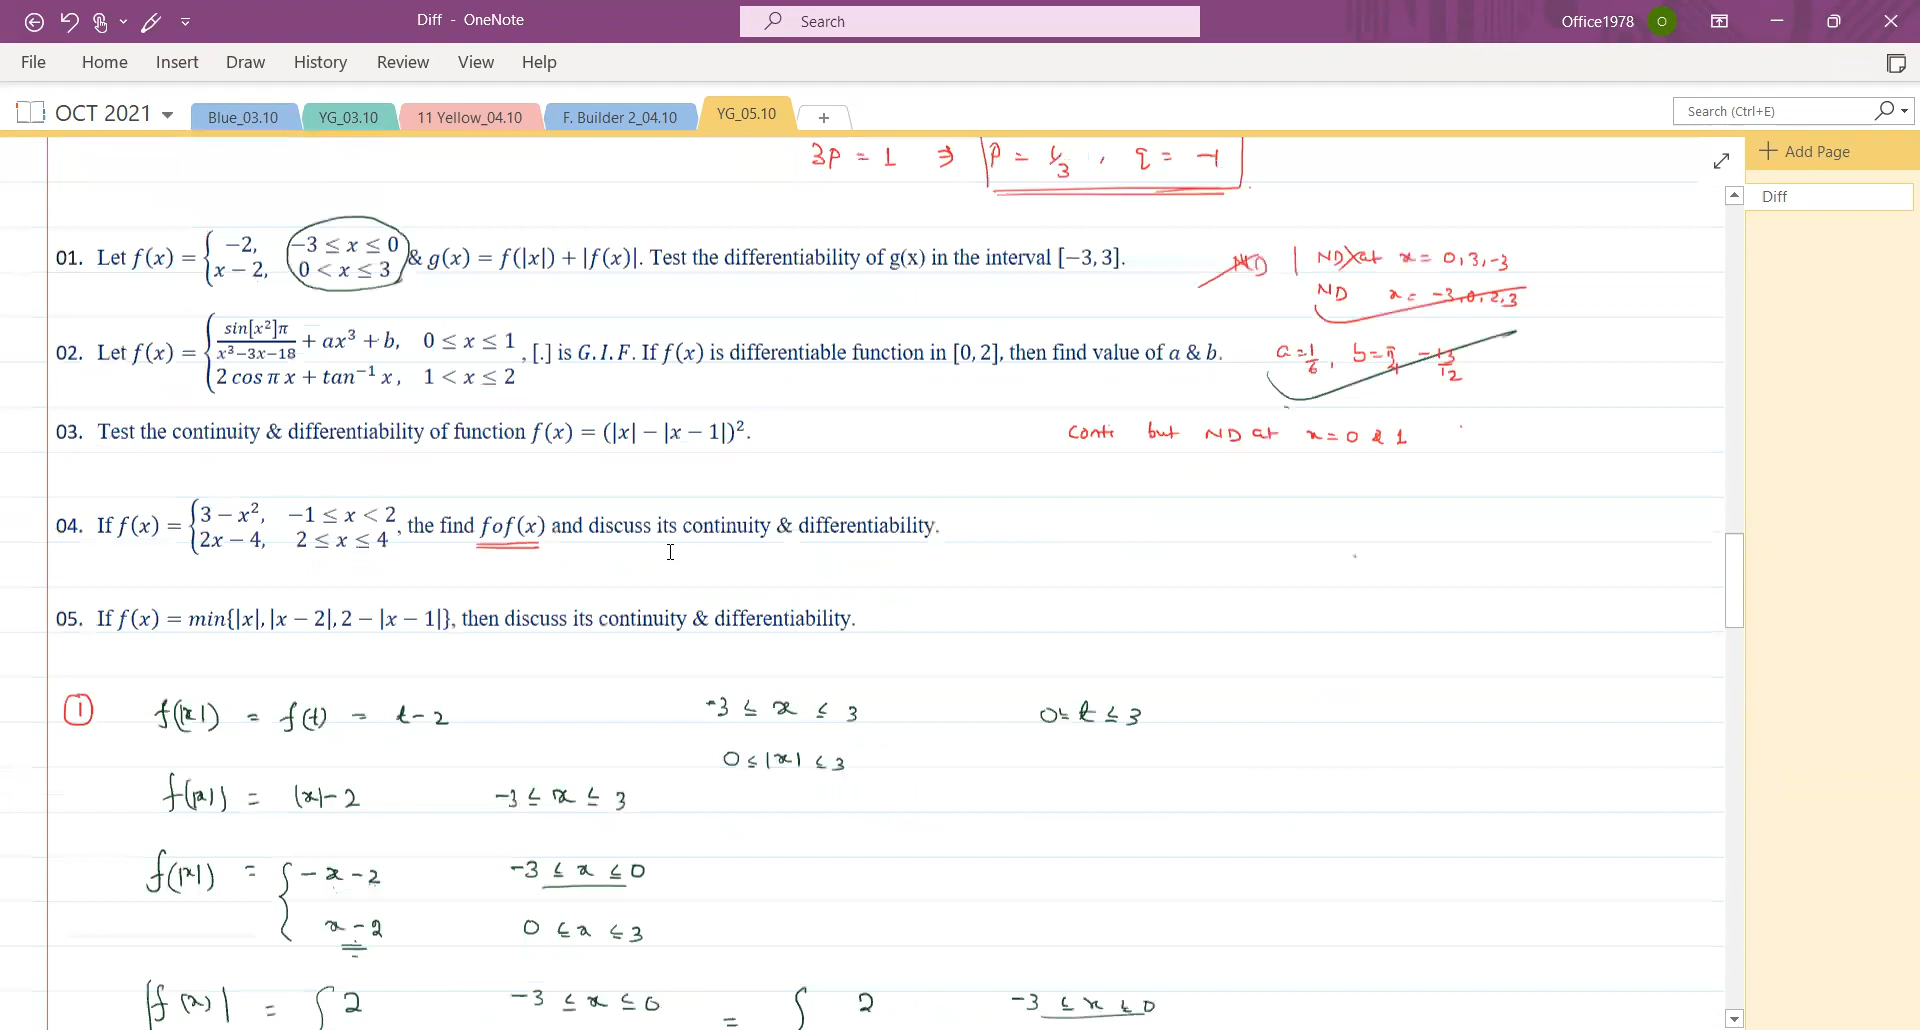 Diff - OneNote
Search
Office1978
O
File Home Insert Draw History Review View Help
OCT 2021
Blue_03.10
YG_03.10
11 Yellow_04.10
F. Builder 2_04.10
YG_05.10
+
Search (Ctrl+E)
Add Page
Diff
3P = 1 ⇒ P = 1/3 , q = -1
01. Let f(x) = { -2, -3 ≤ x ≤ 0
x - 2, 0 < x ≤ 3 & g(x) = f(|x|) + |f(x)|. Test the differentiability of g(x) in the interval [-3, 3].
ND | ND at x = 0, 3, -3
ND x = -3, 0, 2, 3
02. Let f(x) = { sin[x²]π / (x³-3x-18) + ax³ + b, 0 ≤ x ≤ 1
2 cos π x + tan⁻¹ x, 1 < x ≤ 2 , [.] is G.I.F. If f(x) is differentiable function in [0, 2], then find value of a & b.
a = 1/6 , b = π/4 - 13/12
03. Test the continuity & differentiability of function f(x) = (|x| - |x - 1|)².
Conti but ND at x = 0 & 1
04. If f(x) = { 3 - x², -1 ≤ x < 2
2x - 4, 2 ≤ x ≤ 4 , the find fof(x) and discuss its continuity & differentiability.
05. If f(x) = min{|x|, |x - 2|, 2 - |x - 1|}, then discuss its continuity & differentiability.
1 f(|x|) = f(t) = t - 2 -3 ≤ x ≤ 3 0 ≤ t ≤ 3
0 ≤ |x| ≤ 3
f(|x|) = |x| - 2 -3 ≤ x ≤ 3
f(|x|) = { -x - 2 -3 ≤ x ≤ 0
x - 2 0 ≤ x ≤ 3
|f(x)| = { 2 -3 ≤ x ≤ 0 = { 2 -3 ≤ x ≤ 0